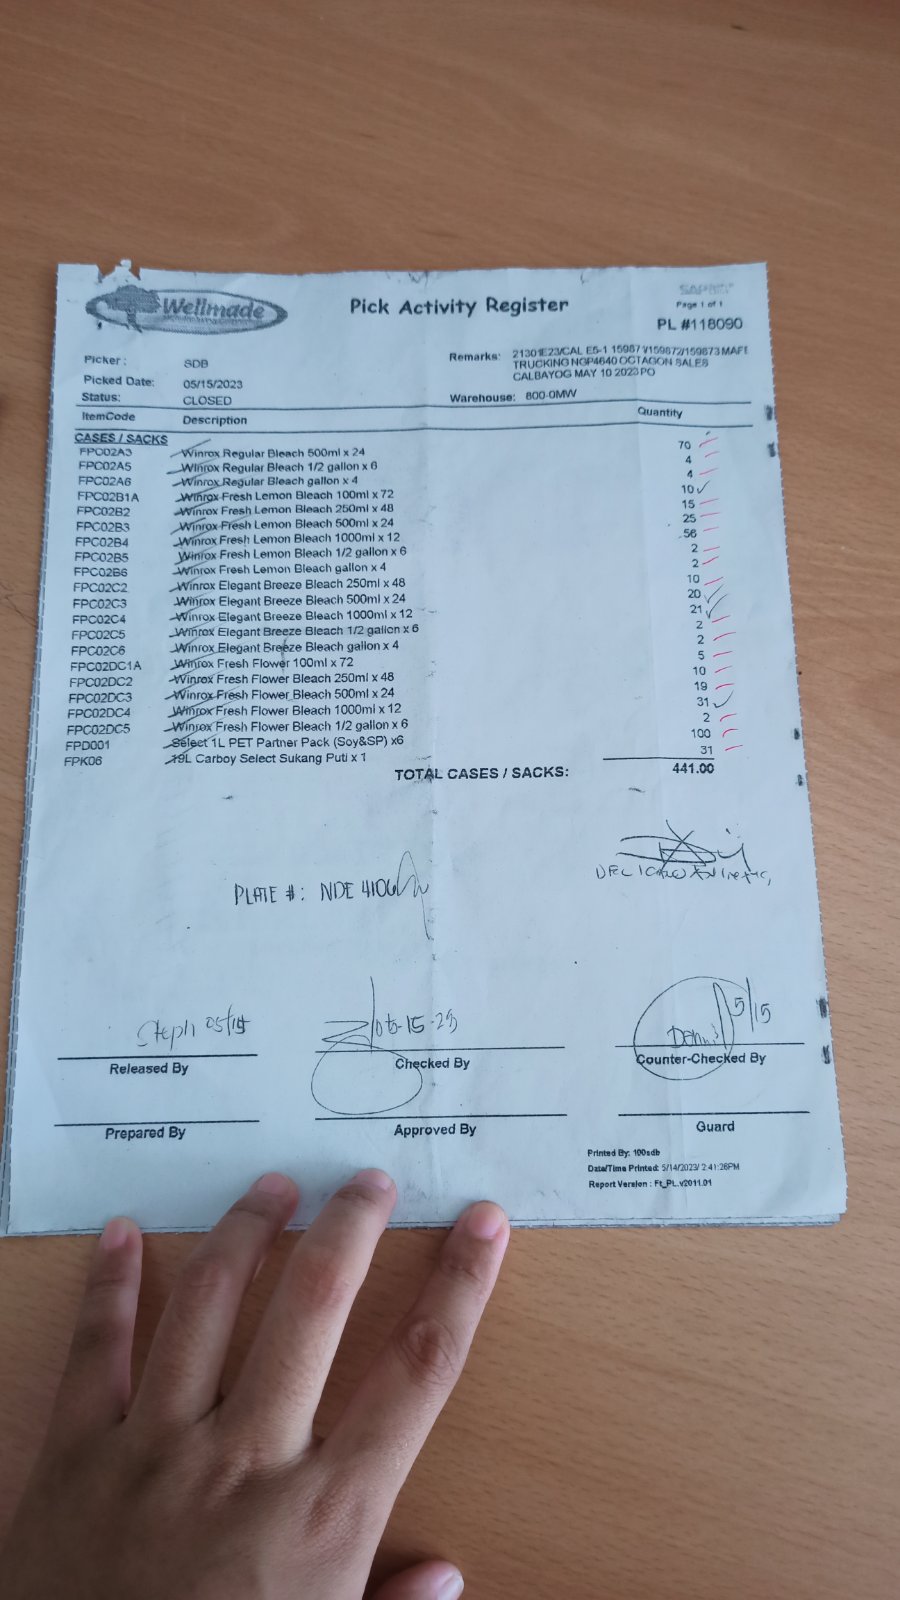 Wellmade
Pick Activity Register
Page 1 of 1
PL #118090
Picker : SDB
Remarks: 21301E23/CAL E5-1 159871/159872/159873 MAFE
TRUCKING NGP4640 OCTAGON SALES
CALBAYOG MAY 10 2023 PO
Picked Date: 05/15/2023
Status: CLOSED
Warehouse: 800-0MW
ItemCode Description Quantity
CASES / SACKS
FPC02A3 Winrox Regular Bleach 500ml x 24 70
FPC02A5 Winrox Regular Bleach 1/2 gallon x 6 4
FPC02A6 Winrox Regular Bleach gallon x 4 4
FPC02B1A Winrox Fresh Lemon Bleach 100ml x 72 10
FPC02B2 Winrox Fresh Lemon Bleach 250ml x 48 15
FPC02B3 Winrox Fresh Lemon Bleach 500ml x 24 25
FPC02B4 Winrox Fresh Lemon Bleach 1000ml x 12 56
FPC02B5 Winrox Fresh Lemon Bleach 1/2 gallon x 6 2
FPC02B6 Winrox Fresh Lemon Bleach gallon x 4 2
FPC02C2 Winrox Elegant Breeze Bleach 250ml x 48 10
FPC02C3 Winrox Elegant Breeze Bleach 500ml x 24 20
FPC02C4 Winrox Elegant Breeze Bleach 1000ml x 12 21
FPC02C5 Winrox Elegant Breeze Bleach 1/2 gallon x 6 2
FPC02C6 Winrox Elegant Breeze Bleach gallon x 4 2
FPC02DC1A Winrox Fresh Flower 100ml x 72 5
FPC02DC2 Winrox Fresh Flower Bleach 250ml x 48 10
FPC02DC3 Winrox Fresh Flower Bleach 500ml x 24 19
FPC02DC4 Winrox Fresh Flower Bleach 1000ml x 12 31
FPC02DC5 Winrox Fresh Flower Bleach 1/2 gallon x 6 2
FPD001 Select 1L PET Partner Pack (Soy&SP) x6 100
FPK06 19L Carboy Select Sukang Puti x 1 31
TOTAL CASES / SACKS: 441.00
PLATE #: NDE 4106
Steph 05/15
05-15-23
5/15
Released By
Checked By
Counter-Checked By
Prepared By
Approved By
Guard
Printed By: 100sdb
Date/Time Printed: 5/14/2023/ 2:41:26PM
Report Version : Ft_PL.v2011.01